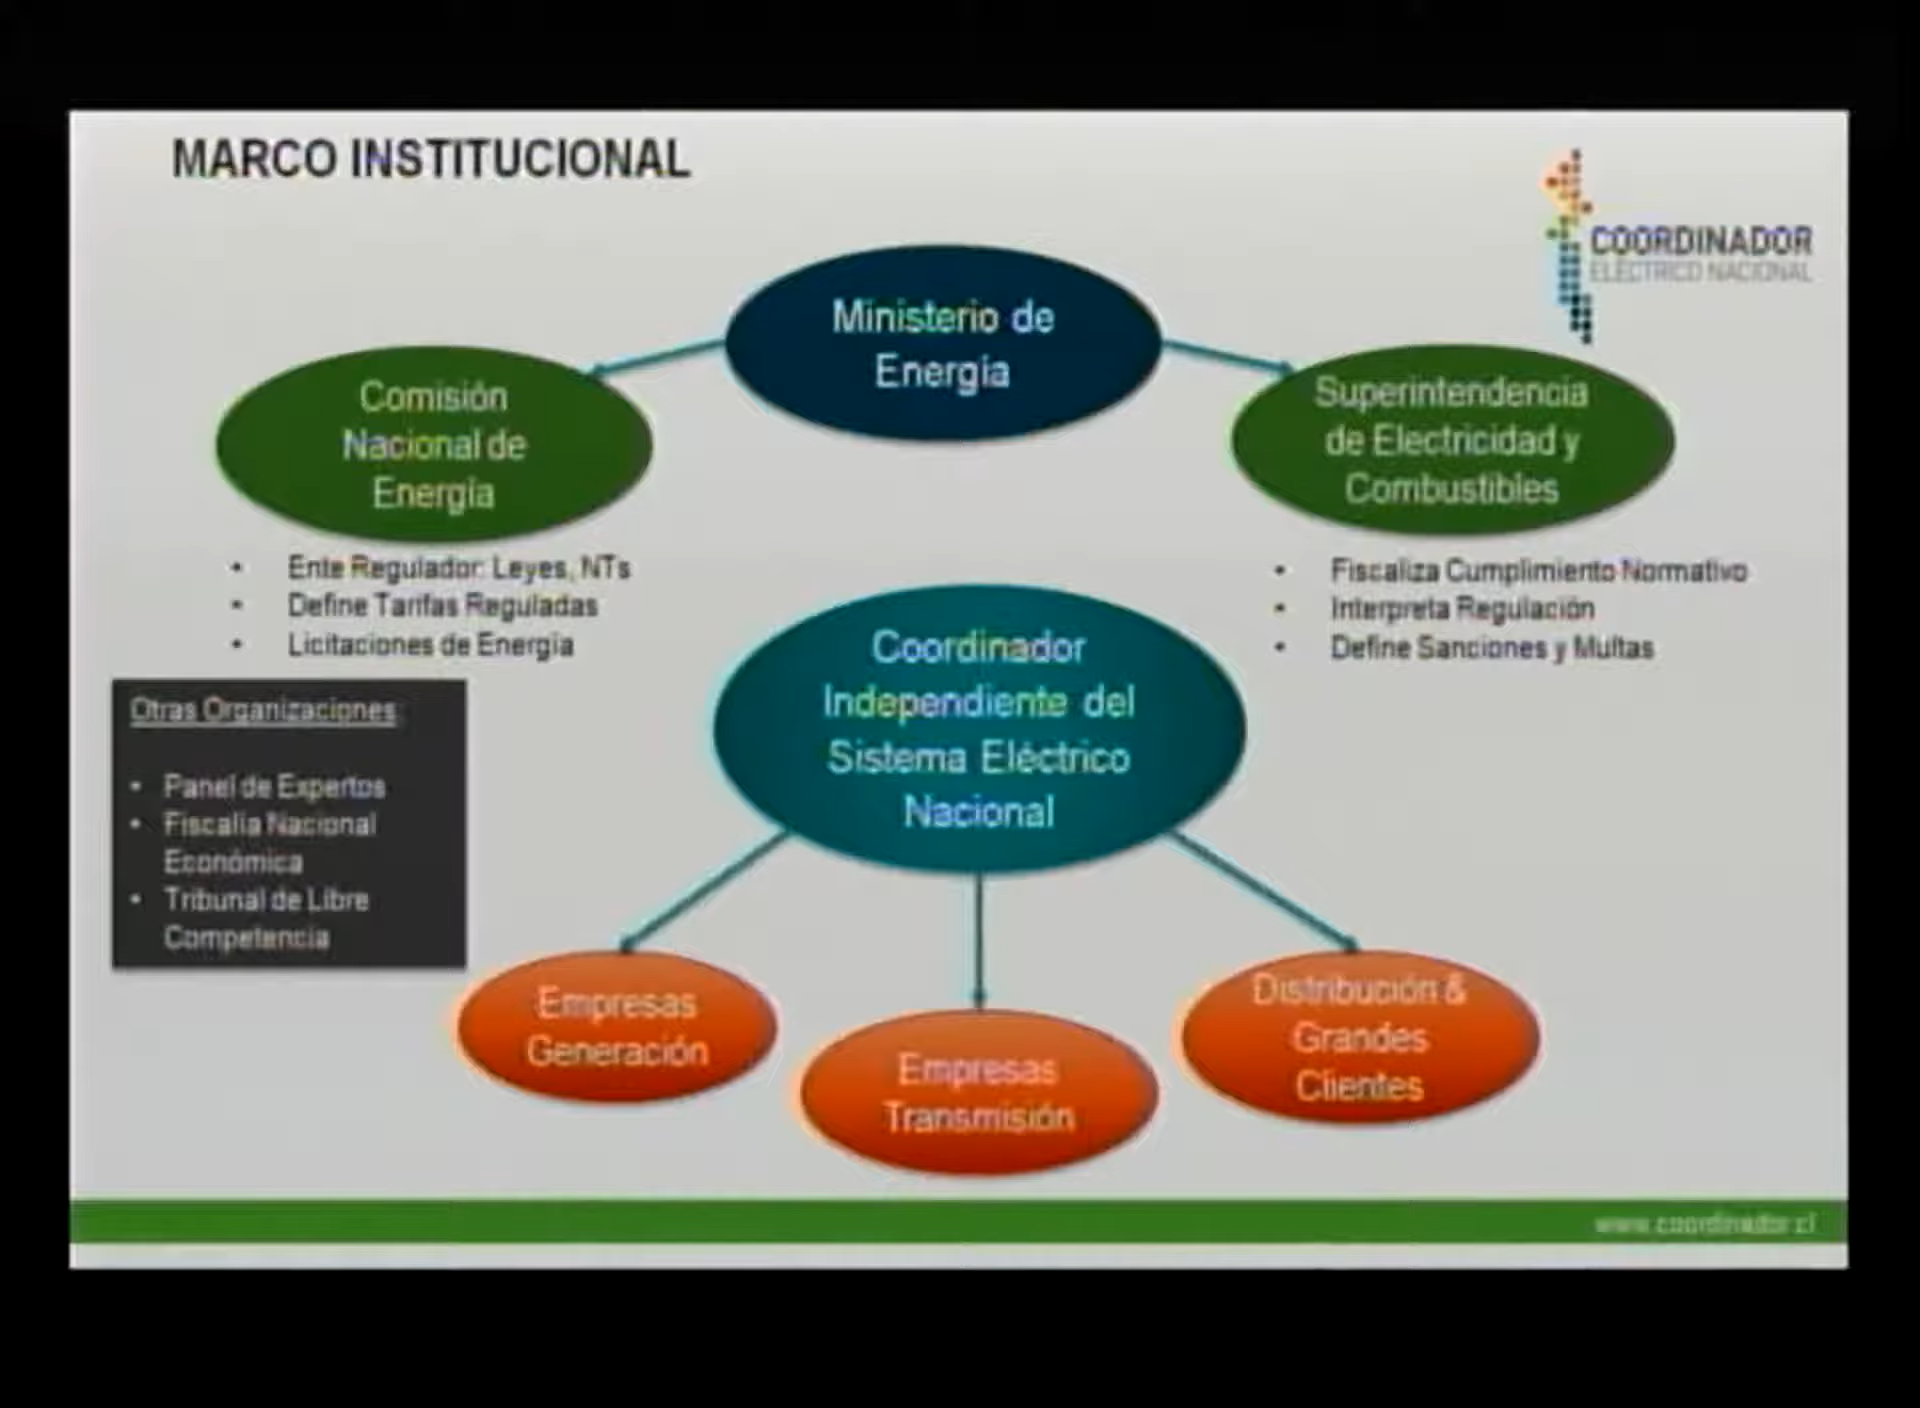 MARCO INSTITUCIONAL
COORDINADOR
ELÉCTRICO NACIONAL
Ministerio de
Energía
Comisión
Nacional de
Energía
Superintendencia
de Electricidad y
Combustibles
• Ente Regulador: Leyes, NTs
• Define Tarifas Reguladas
• Licitaciones de Energía
• Fiscaliza Cumplimiento Normativo
• Interpreta Regulación
• Define Sanciones y Multas
Coordinador
Independiente del
Sistema Eléctrico
Nacional
Otras Organizaciones
• Panel de Expertos
• Fiscalía Nacional
Económica
• Tribunal de Libre
Competencia
Empresas
Generación
Empresas
Transmisión
Distribución &
Grandes
Clientes
www.coordinador.cl